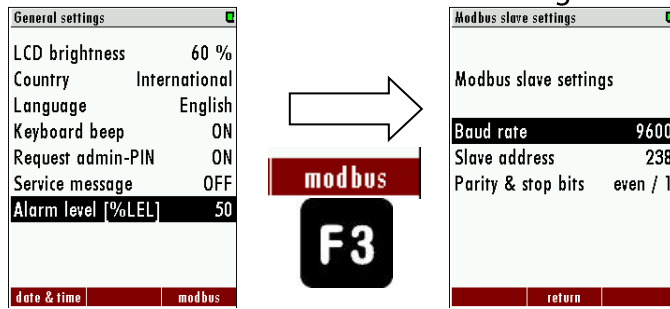 General settings
LCD brightness 60 %
Country International
Language English
Keyboard beep ON
Request admin-PIN ON
Service message OFF
Alarm level [%LEL] 50
date & time modbus
modbus
F3
Modbus slave settings
Modbus slave settings
Baud rate 9600
Slave address 238
Parity & stop bits even / 1
return